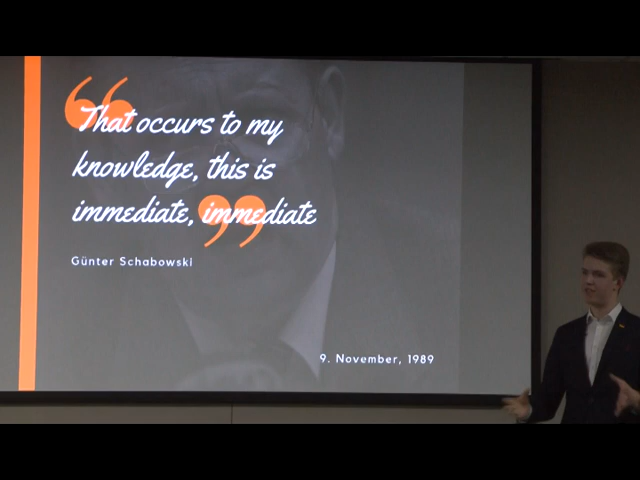 That occurs to my
knowledge, this is
immediate, immediate
Günter Schabowski
9. November, 1989